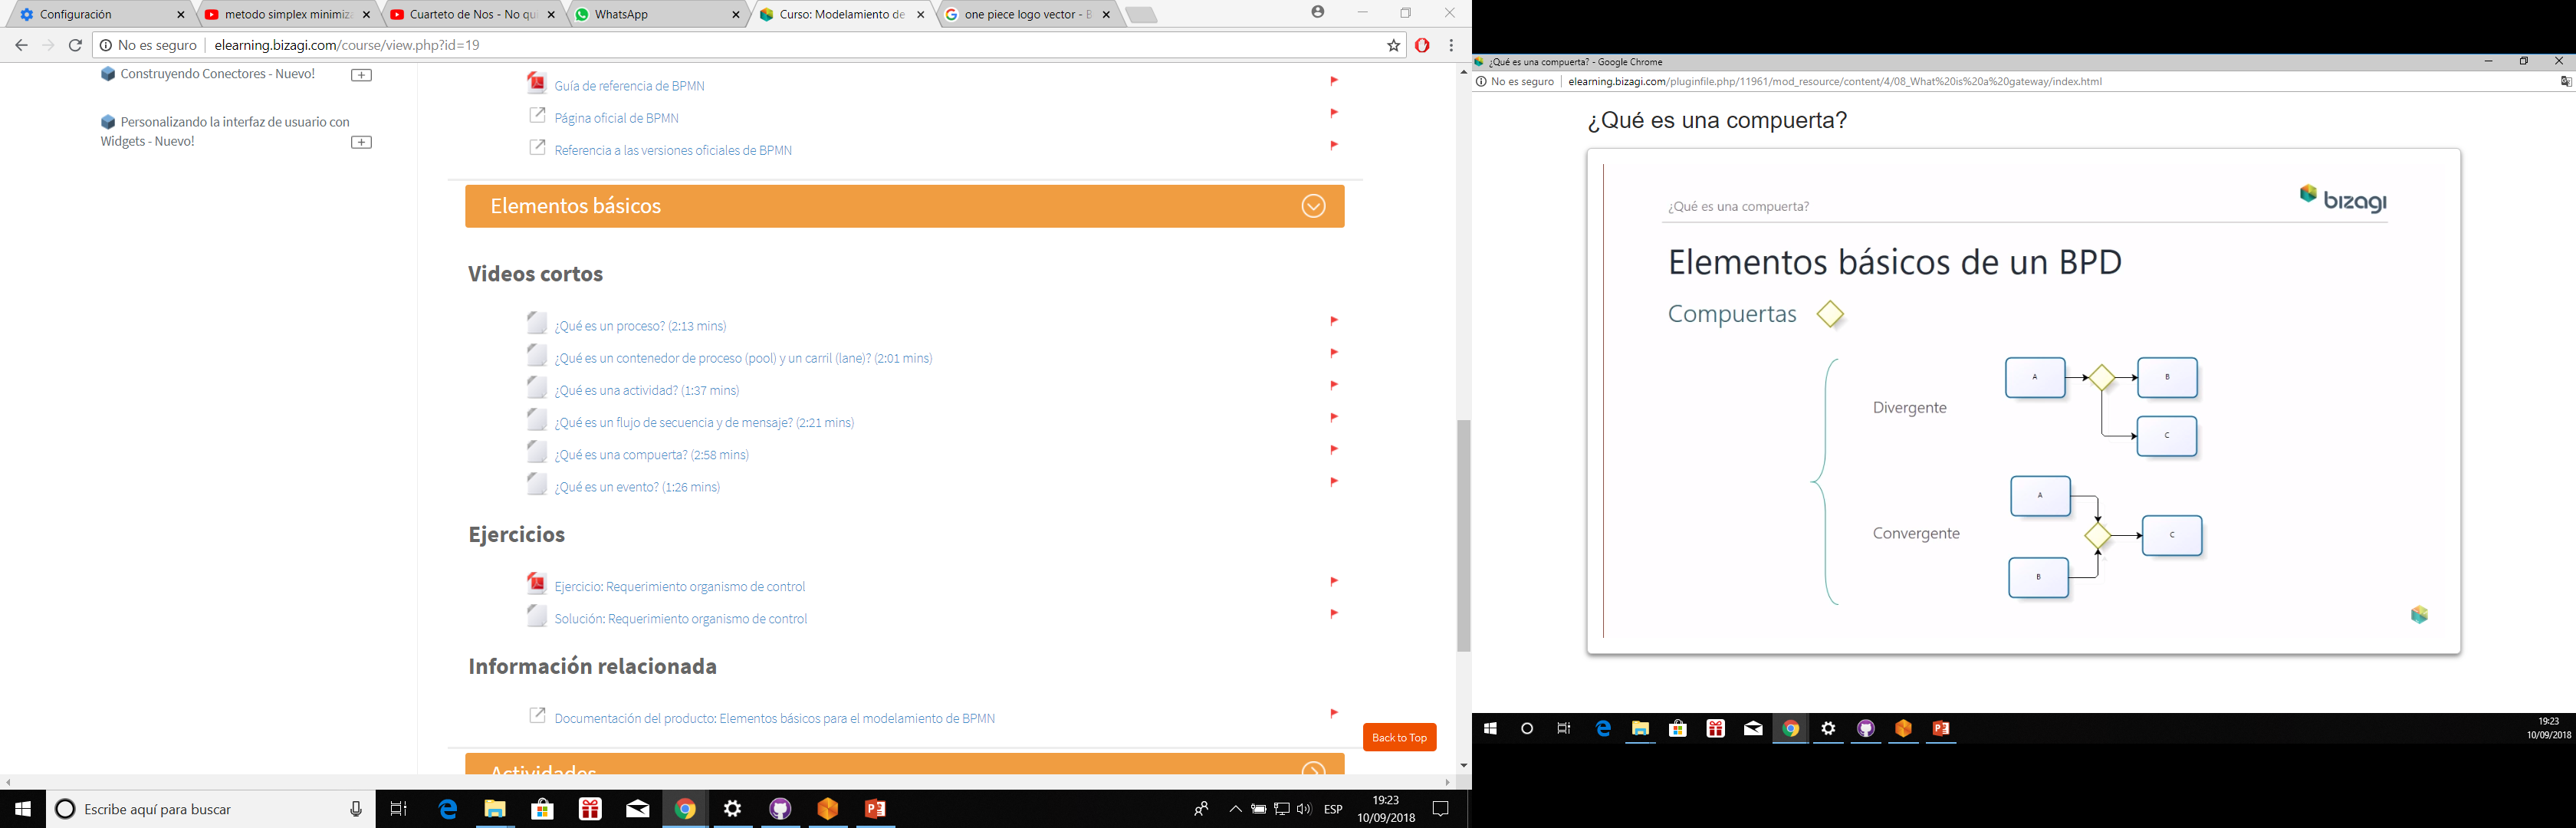 Configuración
metodo simplex minimiza
Cuarteto de Nos - No qu
WhatsApp
Curso: Modelamiento de
one piece logo vector - B
No es seguro
elearning.bizagi.com/course/view.php?id=19
Construyendo Conectores - Nuevo!
Personalizando la interfaz de usuario con
Widgets - Nuevo!
Guía de referencia de BPMN
Página oficial de BPMN
Referencia a las versiones oficiales de BPMN
Elementos básicos
Videos cortos
¿Qué es un proceso? (2:13 mins)
¿Qué es un contenedor de proceso (pool) y un carril (lane)? (2:01 mins)
¿Qué es una actividad? (1:37 mins)
¿Qué es un flujo de secuencia y de mensaje? (2:21 mins)
¿Qué es una compuerta? (2:58 mins)
¿Qué es un evento? (1:26 mins)
Ejercicios
Ejercicio: Requerimiento organismo de control
Solución: Requerimiento organismo de control
Información relacionada
Documentación del producto: Elementos básicos para el modelamiento de BPMN
Back to Top
Actividades
Escribe aquí para buscar
ESP
19:23
10/09/2018
¿Qué es una compuerta? - Google Chrome
No es seguro
elearning.bizagi.com/pluginfile.php/11961/mod_resource/content/4/08_What%20is%20a%20gateway/index.html
¿Qué es una compuerta?
¿Qué es una compuerta?
bizagi
Elementos básicos de un BPD
Compuertas
Divergente
A
B
C
Convergente
A
B
C
19:23
10/09/2018